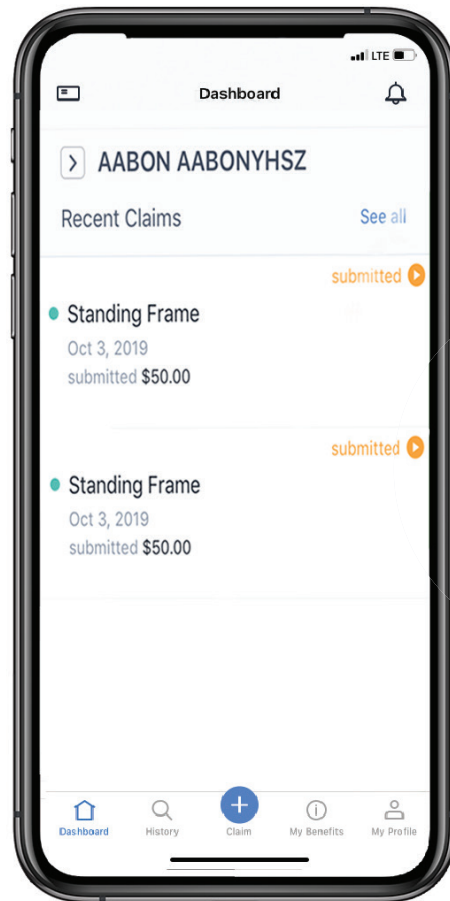 LTE
Dashboard
AABON AABONYHSZ
Recent Claims See all
submitted
Standing Frame
Oct 3, 2019
submitted $50.00
submitted
Standing Frame
Oct 3, 2019
submitted $50.00
Dashboard History Claim My Benefits My Profile